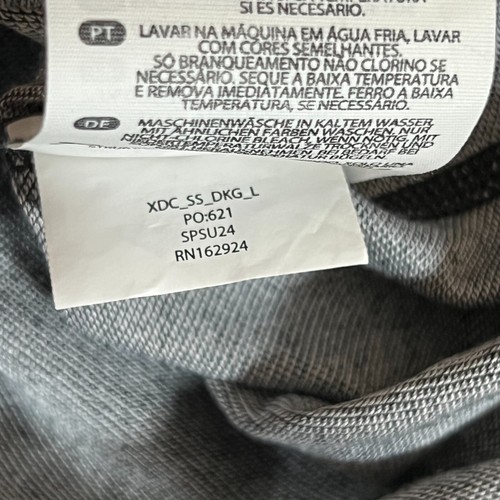 SI ES NECESARIO.
PT LAVAR NA MÁQUINA EM ÁGUA FRIA, LAVAR
COM CORES SEMELHANTES.
SÓ BRANQUEAMENTO NÃO CLORINO SE
NECESSÁRIO. SEQUE A BAIXA TEMPERATURA
E REMOVA IMEDIATAMENTE. FERRO A BAIXA
TEMPERATURA, SE NECESSÁRIO.
DE MASCHINENWÄSCHE IN KALTEM WASSER
MIT ÄHNLICHEN FARBEN WASCHEN. NUR
XDC_SS_DKG_L
PO:621
SPSU24
RN162924